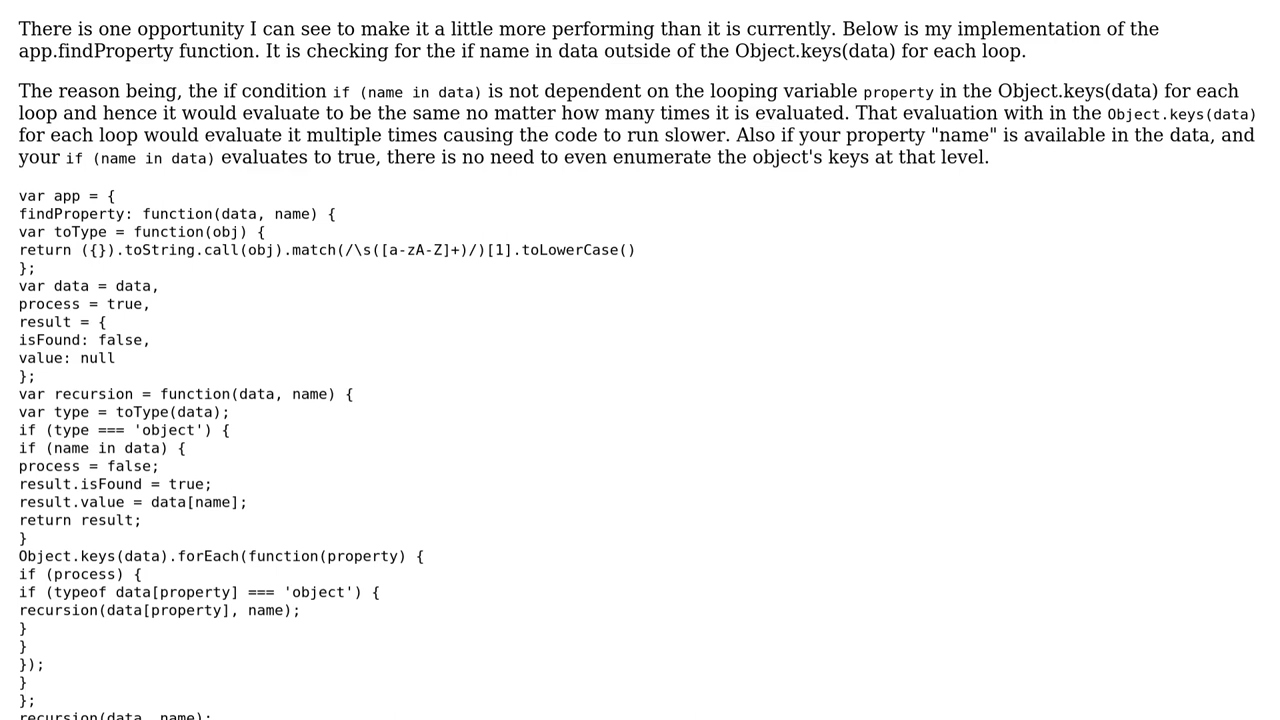 There is one opportunity I can see to make it a little more performing than it is currently. Below is my implementation of the
app.findProperty function. It is checking for the if name in data outside of the Object.keys(data) for each loop.
The reason being, the if condition if (name in data) is not dependent on the looping variable property in the Object.keys(data) for each
loop and hence it would evaluate to be the same no matter how many times it is evaluated. That evaluation with in the Object.keys(data)
for each loop would evaluate it multiple times causing the code to run slower. Also if your property "name" is available in the data, and
your if (name in data) evaluates to true, there is no need to even enumerate the object's keys at that level.
var app = {
findProperty: function(data, name) {
var toType = function(obj) {
return ({}).toString.call(obj).match(/\s([a-zA-Z]+)/)[1].toLowerCase()
};
var data = data,
process = true,
result = {
isFound: false,
value: null
};
var recursion = function(data, name) {
var type = toType(data);
if (type === 'object') {
if (name in data) {
process = false;
result.isFound = true;
result.value = data[name];
return result;
}
Object.keys(data).forEach(function(property) {
if (process) {
if (typeof data[property] === 'object') {
recursion(data[property], name);
}
}
});
}
};
recursion(data, name);